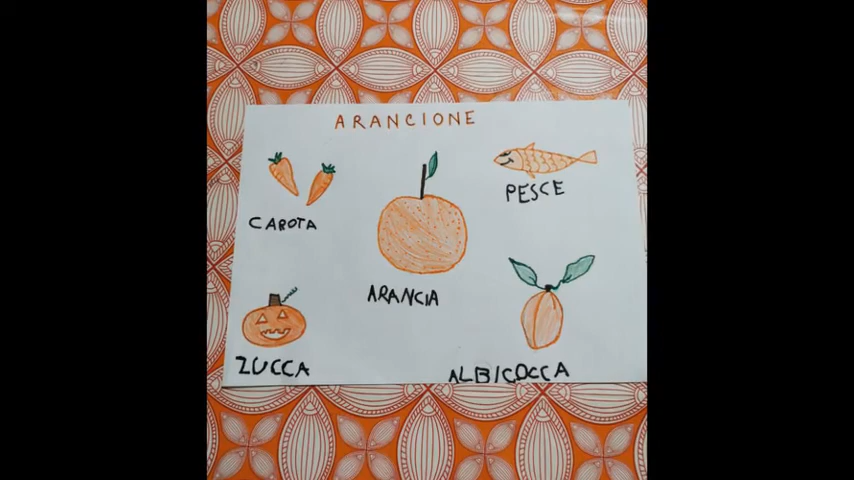 ARANCIONE
CAROTA
PESCE
ARANCIA
ZUCCA
ALBICOCCA